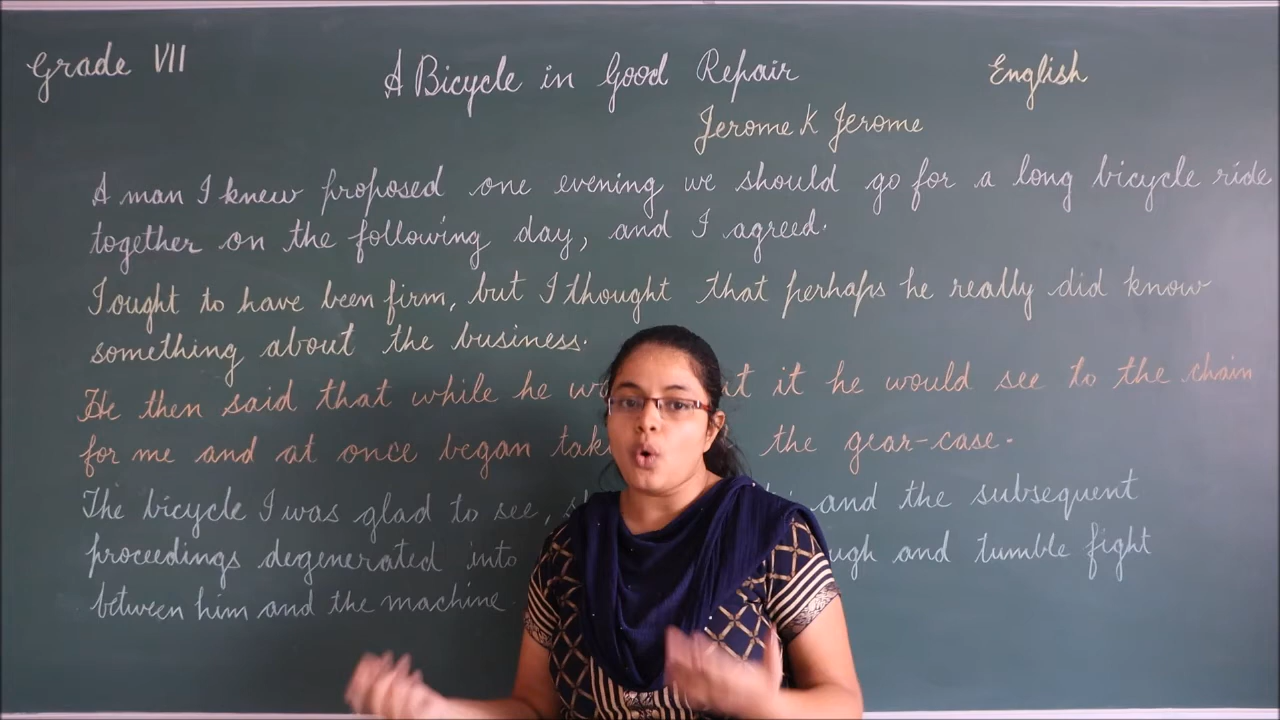 Grade VII
A Bicycle in Good Repair
English
Jerome K Jerome
A man I knew proposed one evening we should go for a long bicycle ride
together on the following day, and I agreed.
I ought to have been firm, but I thought that perhaps he really did know
something about the business.
He then said that while he it he would see to the chain
for me and at once began the gear-case.
The bicycle I was glad to see, and the subsequent
proceedings degenerated into and tumble fight
between him and the machine